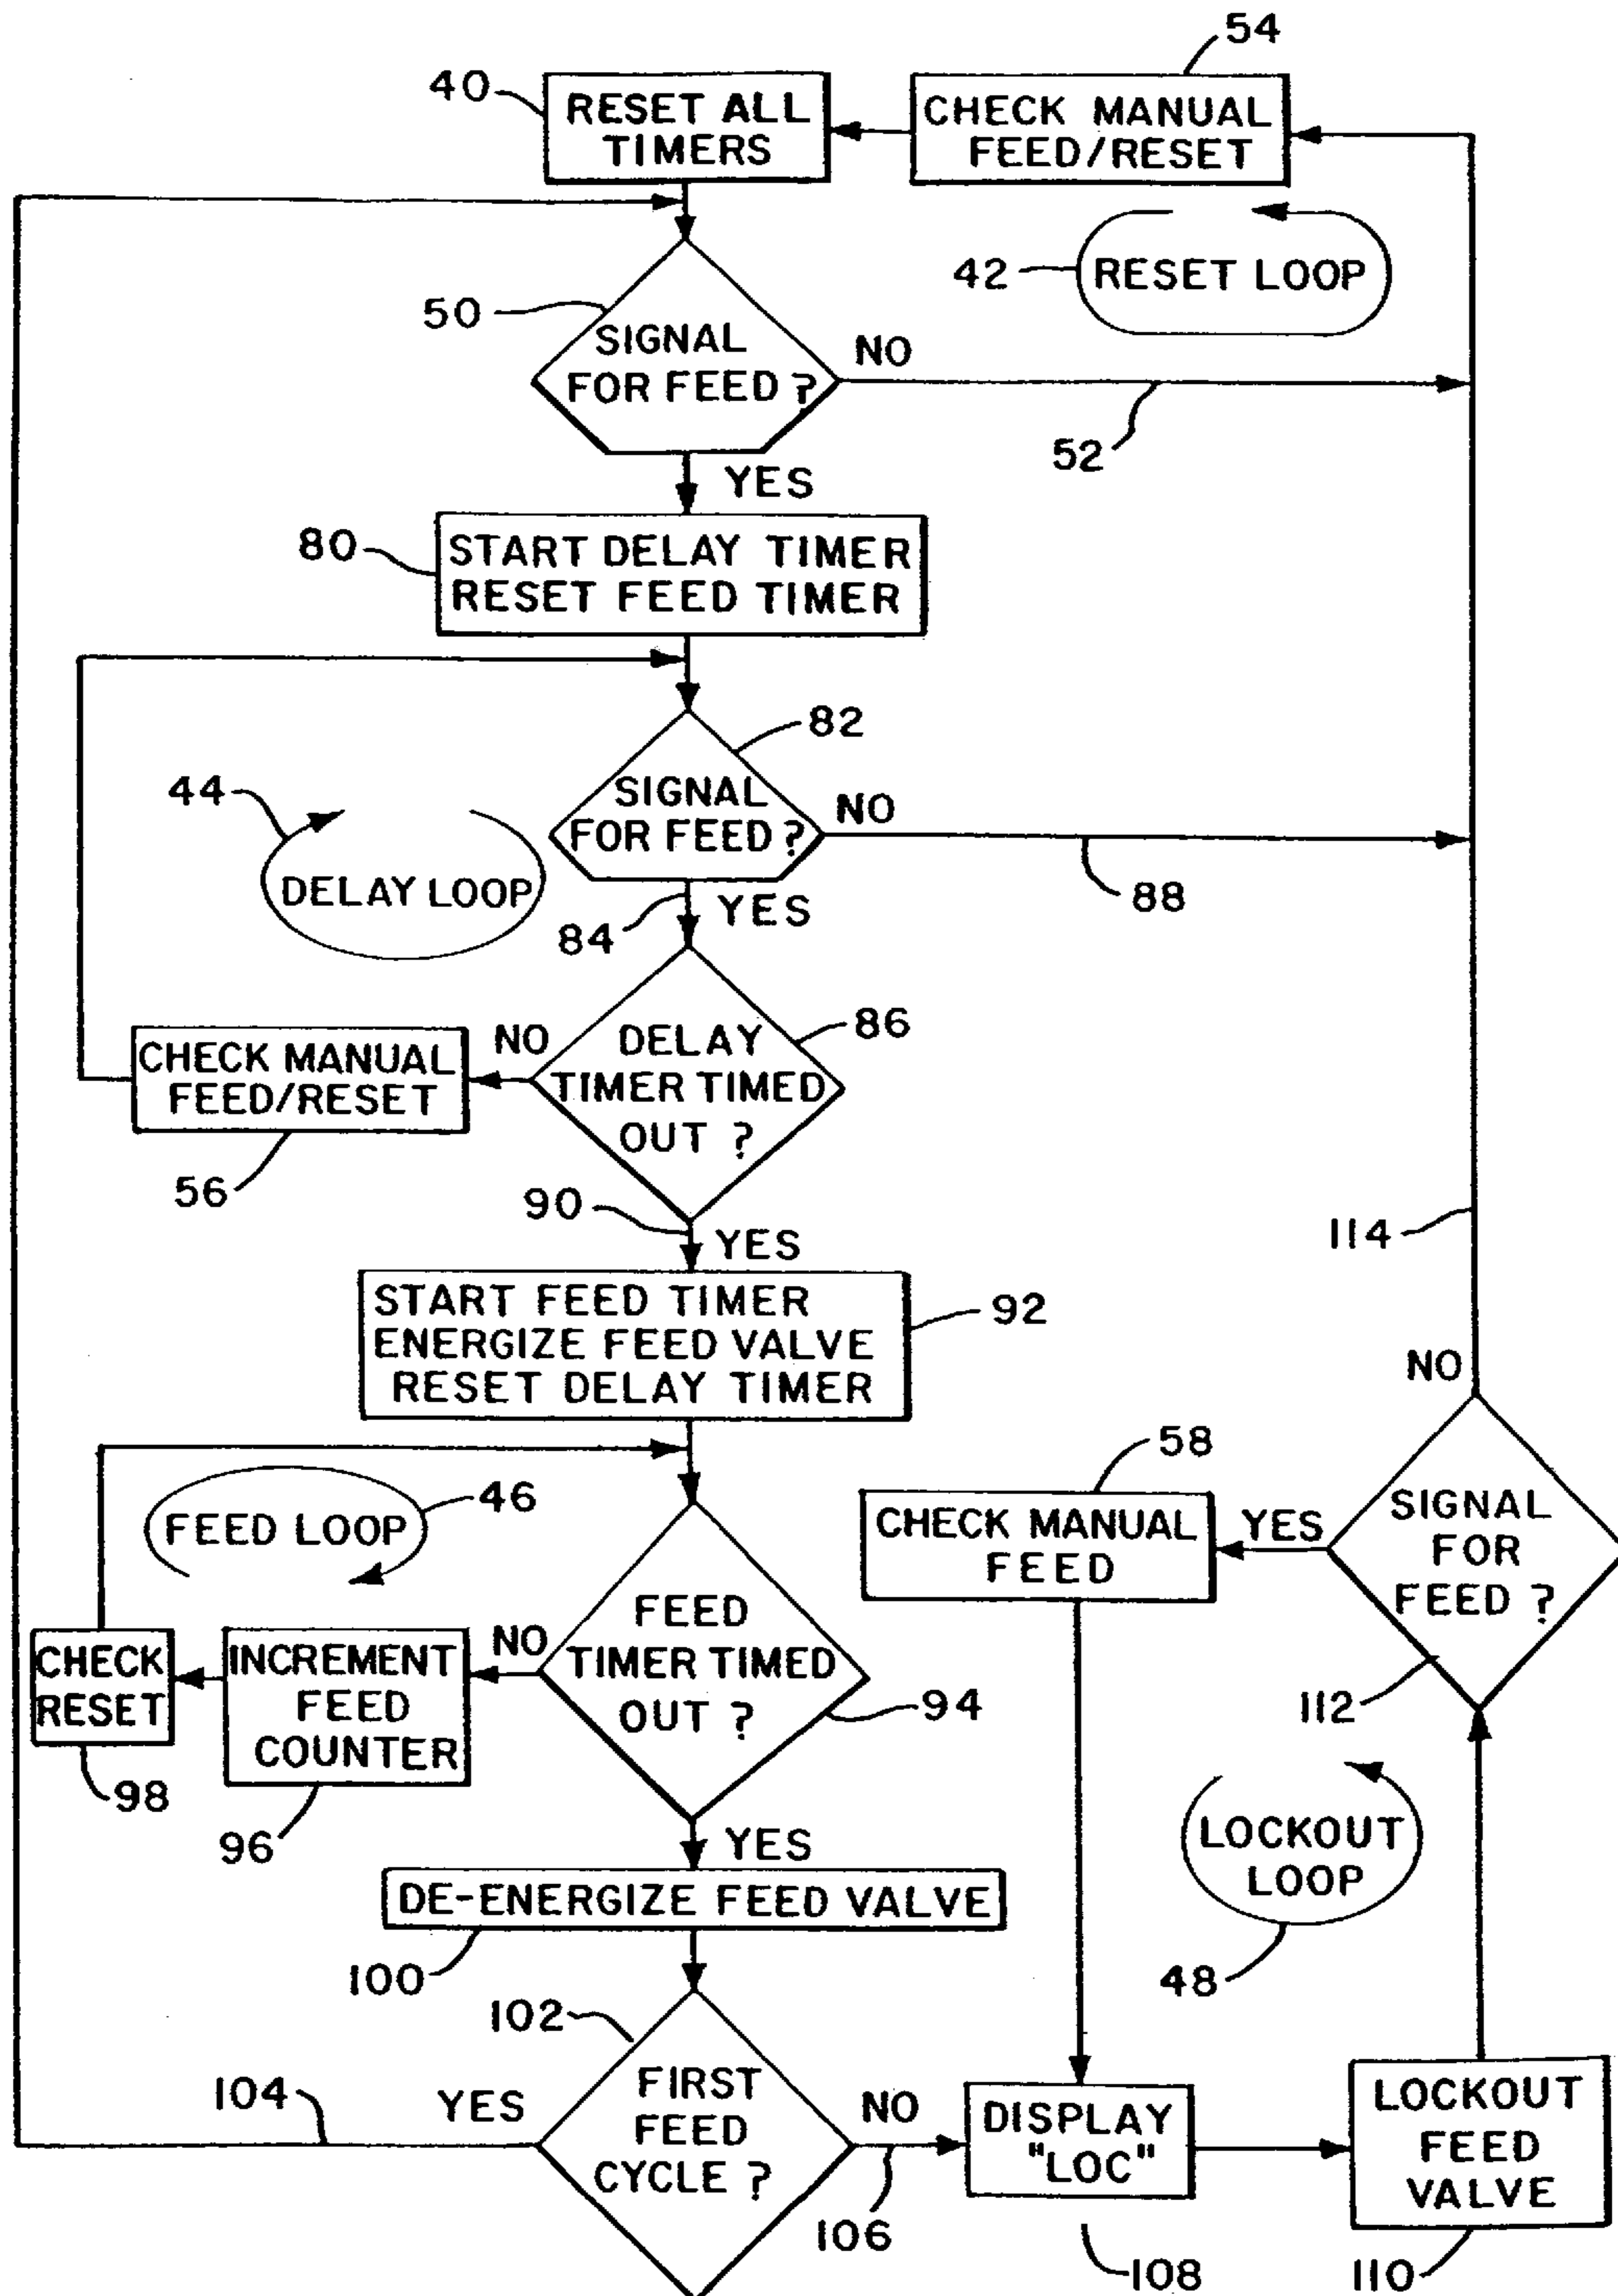 54
40
RESET ALL
TIMERS
CHECK MANUAL
FEED/RESET
42
RESET LOOP
50
SIGNAL
FOR FEED ?
NO
52
YES
80
START DELAY TIMER
RESET FEED TIMER
82
44
DELAY LOOP
SIGNAL
FOR FEED ?
NO
88
84
YES
86
CHECK MANUAL
FEED/RESET
NO
DELAY
TIMER TIMED
OUT ?
56
90
YES
114
START FEED TIMER
ENERGIZE FEED VALVE
RESET DELAY TIMER
92
NO
58
46
FEED LOOP
CHECK MANUAL
FEED
YES
SIGNAL
FOR
FEED ?
112
CHECK
RESET
INCREMENT
FEED
COUNTER
NO
FEED
TIMER TIMED
OUT ?
94
98
96
YES
LOCKOUT
LOOP
48
DE-ENERGIZE FEED VALVE
100
102
104
YES
FIRST
FEED
CYCLE ?
NO
106
DISPLAY
"LOC"
108
LOCKOUT
FEED
VALVE
110